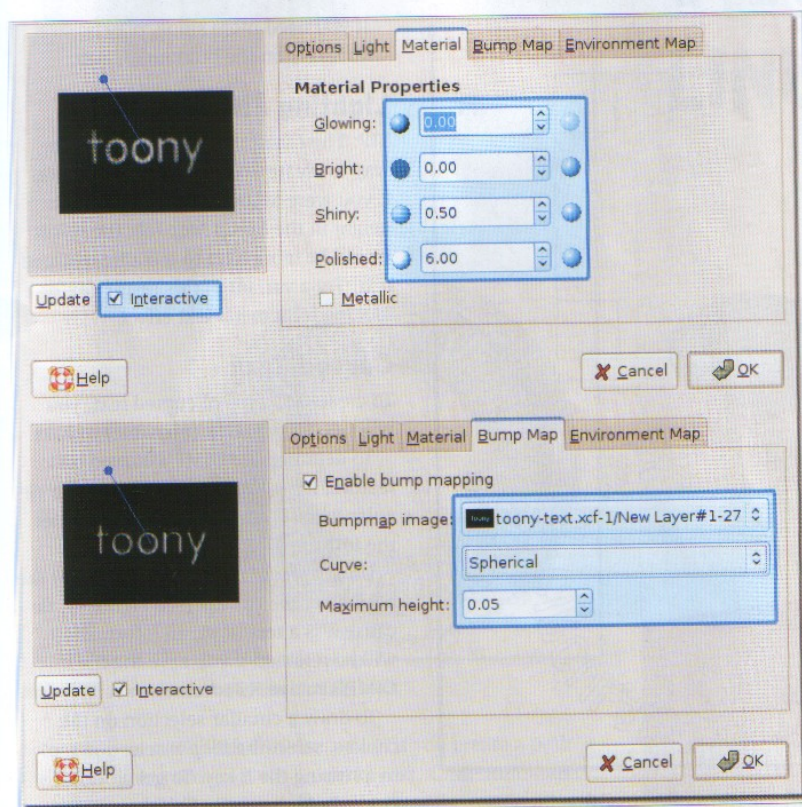 Options Light Material Bump Map Environment Map
Material Properties
Glowing: 0.00
Bright: 0.00
Shiny: 0.50
Polished: 6.00
Metallic
toony
Update Interactive
Help Cancel OK
Options Light Material Bump Map Environment Map
Enable bump mapping
Bumpmap image: toony-text.xcf-1/New Layer#1-27
Curve: Spherical
Maximum height: 0.05
toony
Update Interactive
Help Cancel OK